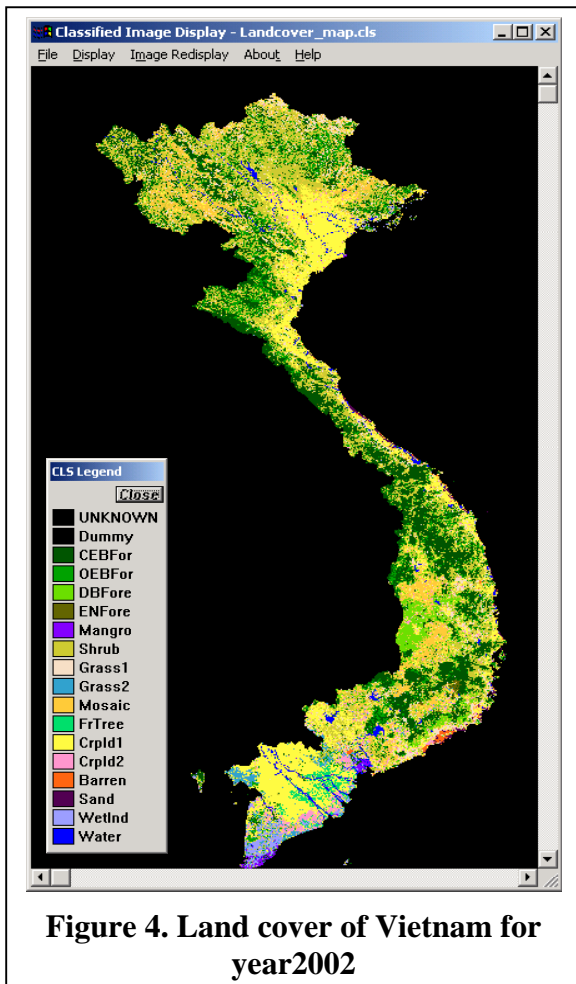 Classified Image Display - Landcover_map.cls
File Display Image Redisplay About Help
CLS Legend
Close
UNKNOWN
Dummy
CEBFor
OEBFor
DBFore
ENFore
Mangro
Shrub
Grass1
Grass2
Mosaic
FrTree
Crpld1
Crpld2
Barren
Sand
Wetlnd
Water
Figure 4. Land cover of Vietnam for
year2002